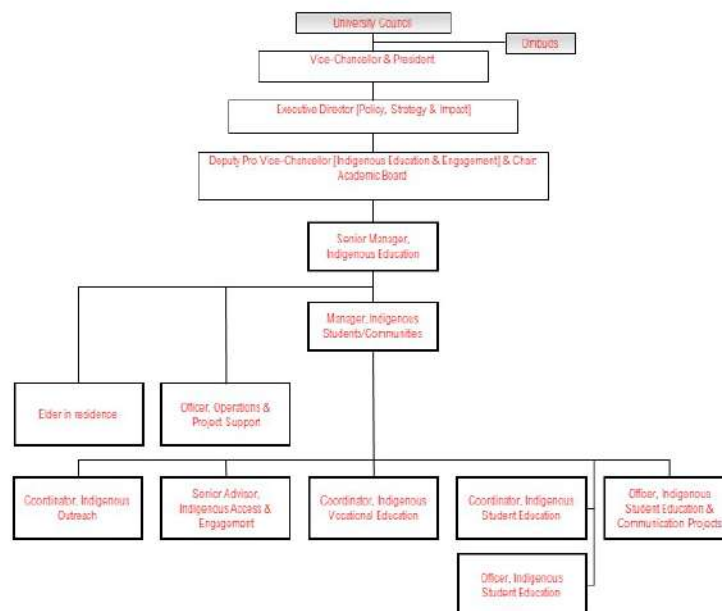 University Council
Ombuds
Vice-Chancellor & President
Executive Director [Policy, Strategy & Impact]
Deputy Pro Vice-Chancellor [Indigenous Education & Engagement] & Chair:
Academic Board
Senior Manager,
Indigenous Education
Manager, Indigenous
Students/Communities
Elder in residence
Officer, Operations &
Project Support
Coordinator, Indigenous
Outreach
Senior Advisor,
Indigenous Access &
Engagement
Coordinator, Indigenous
Vocational Education
Coordinator, Indigenous
Student Education
Officer, Indigenous
Student Education &
Communication Projects
Officer, Indigenous
Student Education